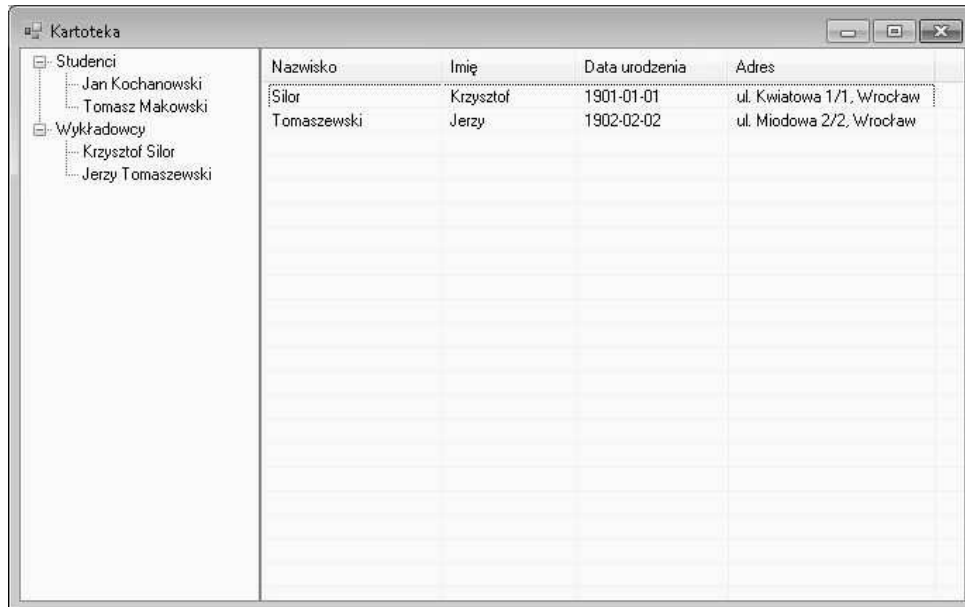 Kartoteka
Studenci
Jan Kochanowski
Tomasz Makowski
Wykładowcy
Krzysztof Silor
Jerzy Tomaszewski
Nazwisko Imię Data urodzenia Adres
Silor Krzysztof 1901-01-01 ul. Kwiatowa 1/1, Wrocław
Tomaszewski Jerzy 1902-02-02 ul. Miodowa 2/2, Wrocław